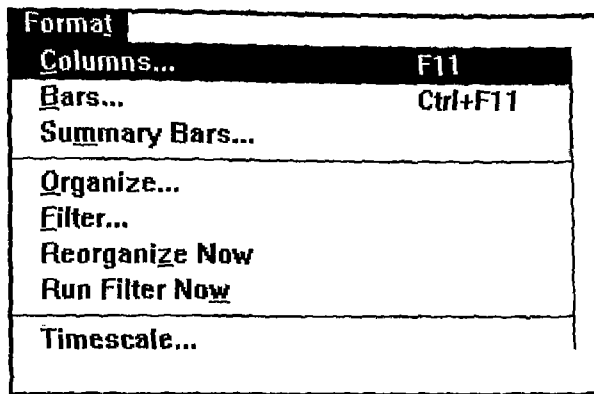 Format
Columns... F11
Bars... Ctrl+F11
Summary Bars...
Organize...
Filter...
Reorganize Now
Run Filter Now
Timescale...